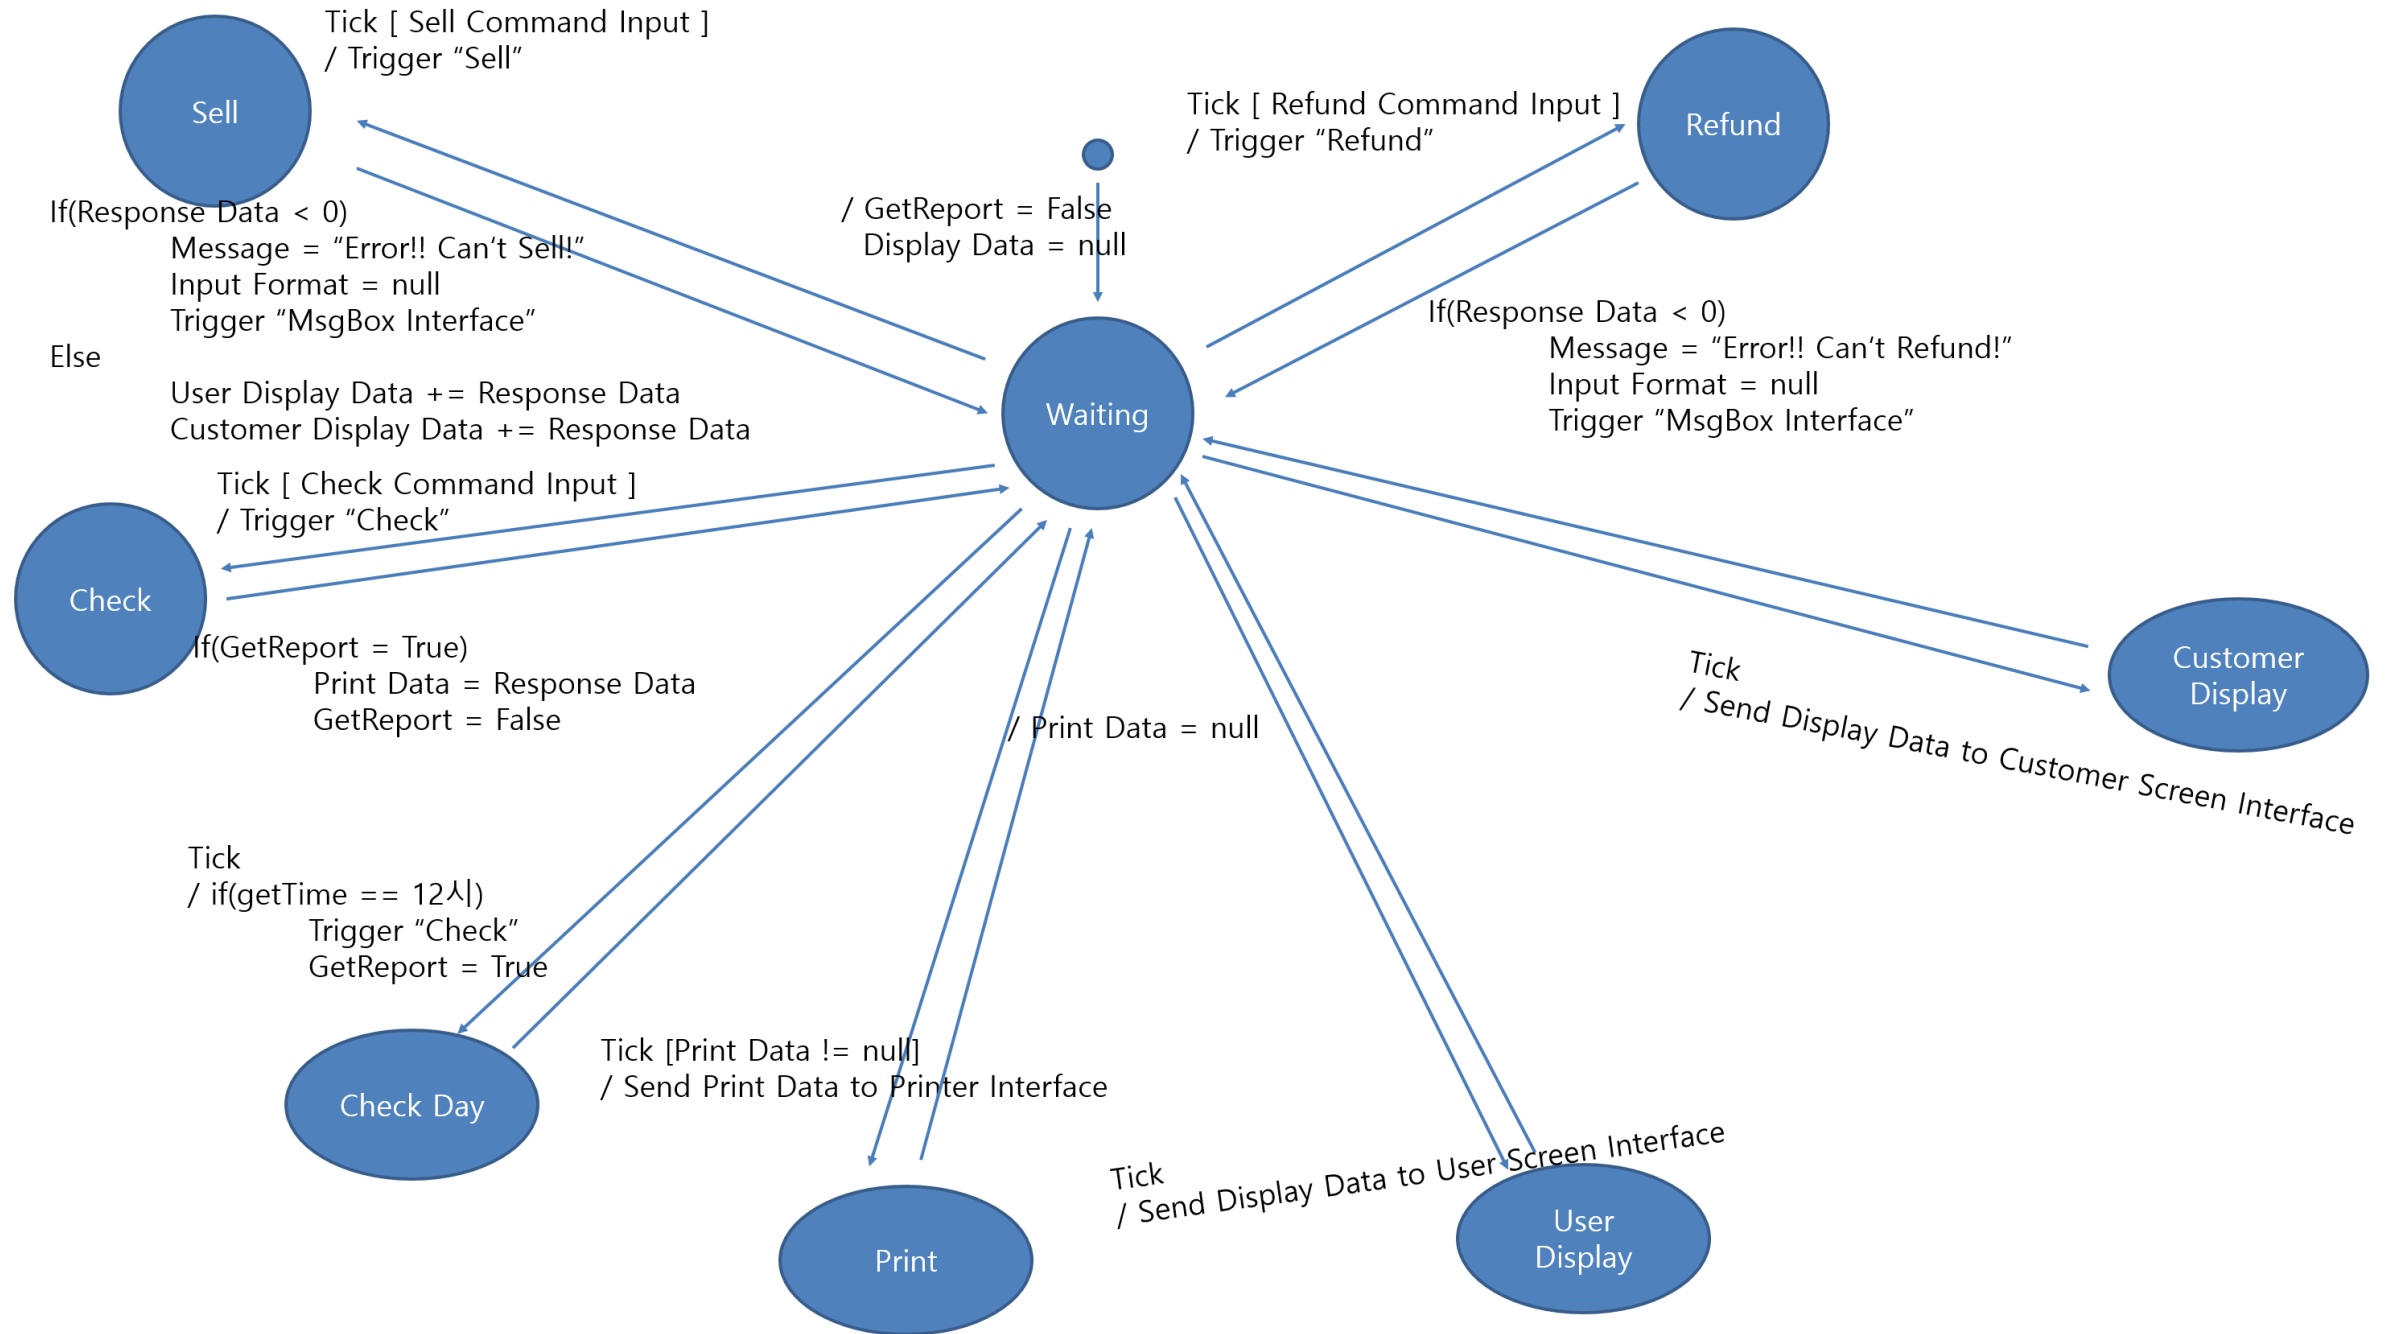 Tick [ Sell Command Input ]
/ Trigger “Sell”
Sell
If(Response Data < 0)
Message = “Error!! Can‘t Sell!”
Input Format = null
Trigger “MsgBox Interface”
Else
User Display Data += Response Data
Customer Display Data += Response Data
/ GetReport = False
Display Data = null
Tick [ Refund Command Input ]
/ Trigger “Refund”
Refund
If(Response Data < 0)
Message = “Error!! Can‘t Refund!”
Input Format = null
Trigger “MsgBox Interface”
Waiting
Tick [ Check Command Input ]
/ Trigger “Check”
Check
If(GetReport = True)
Print Data = Response Data
GetReport = False
Customer
Display
Tick
/ Send Display Data to Customer Screen Interface
/ Print Data = null
Tick
/ if(getTime == 12시)
Trigger “Check”
GetReport = True
Check Day
Tick [Print Data != null]
/ Send Print Data to Printer Interface
Print
Tick
/ Send Display Data to User Screen Interface
User
Display